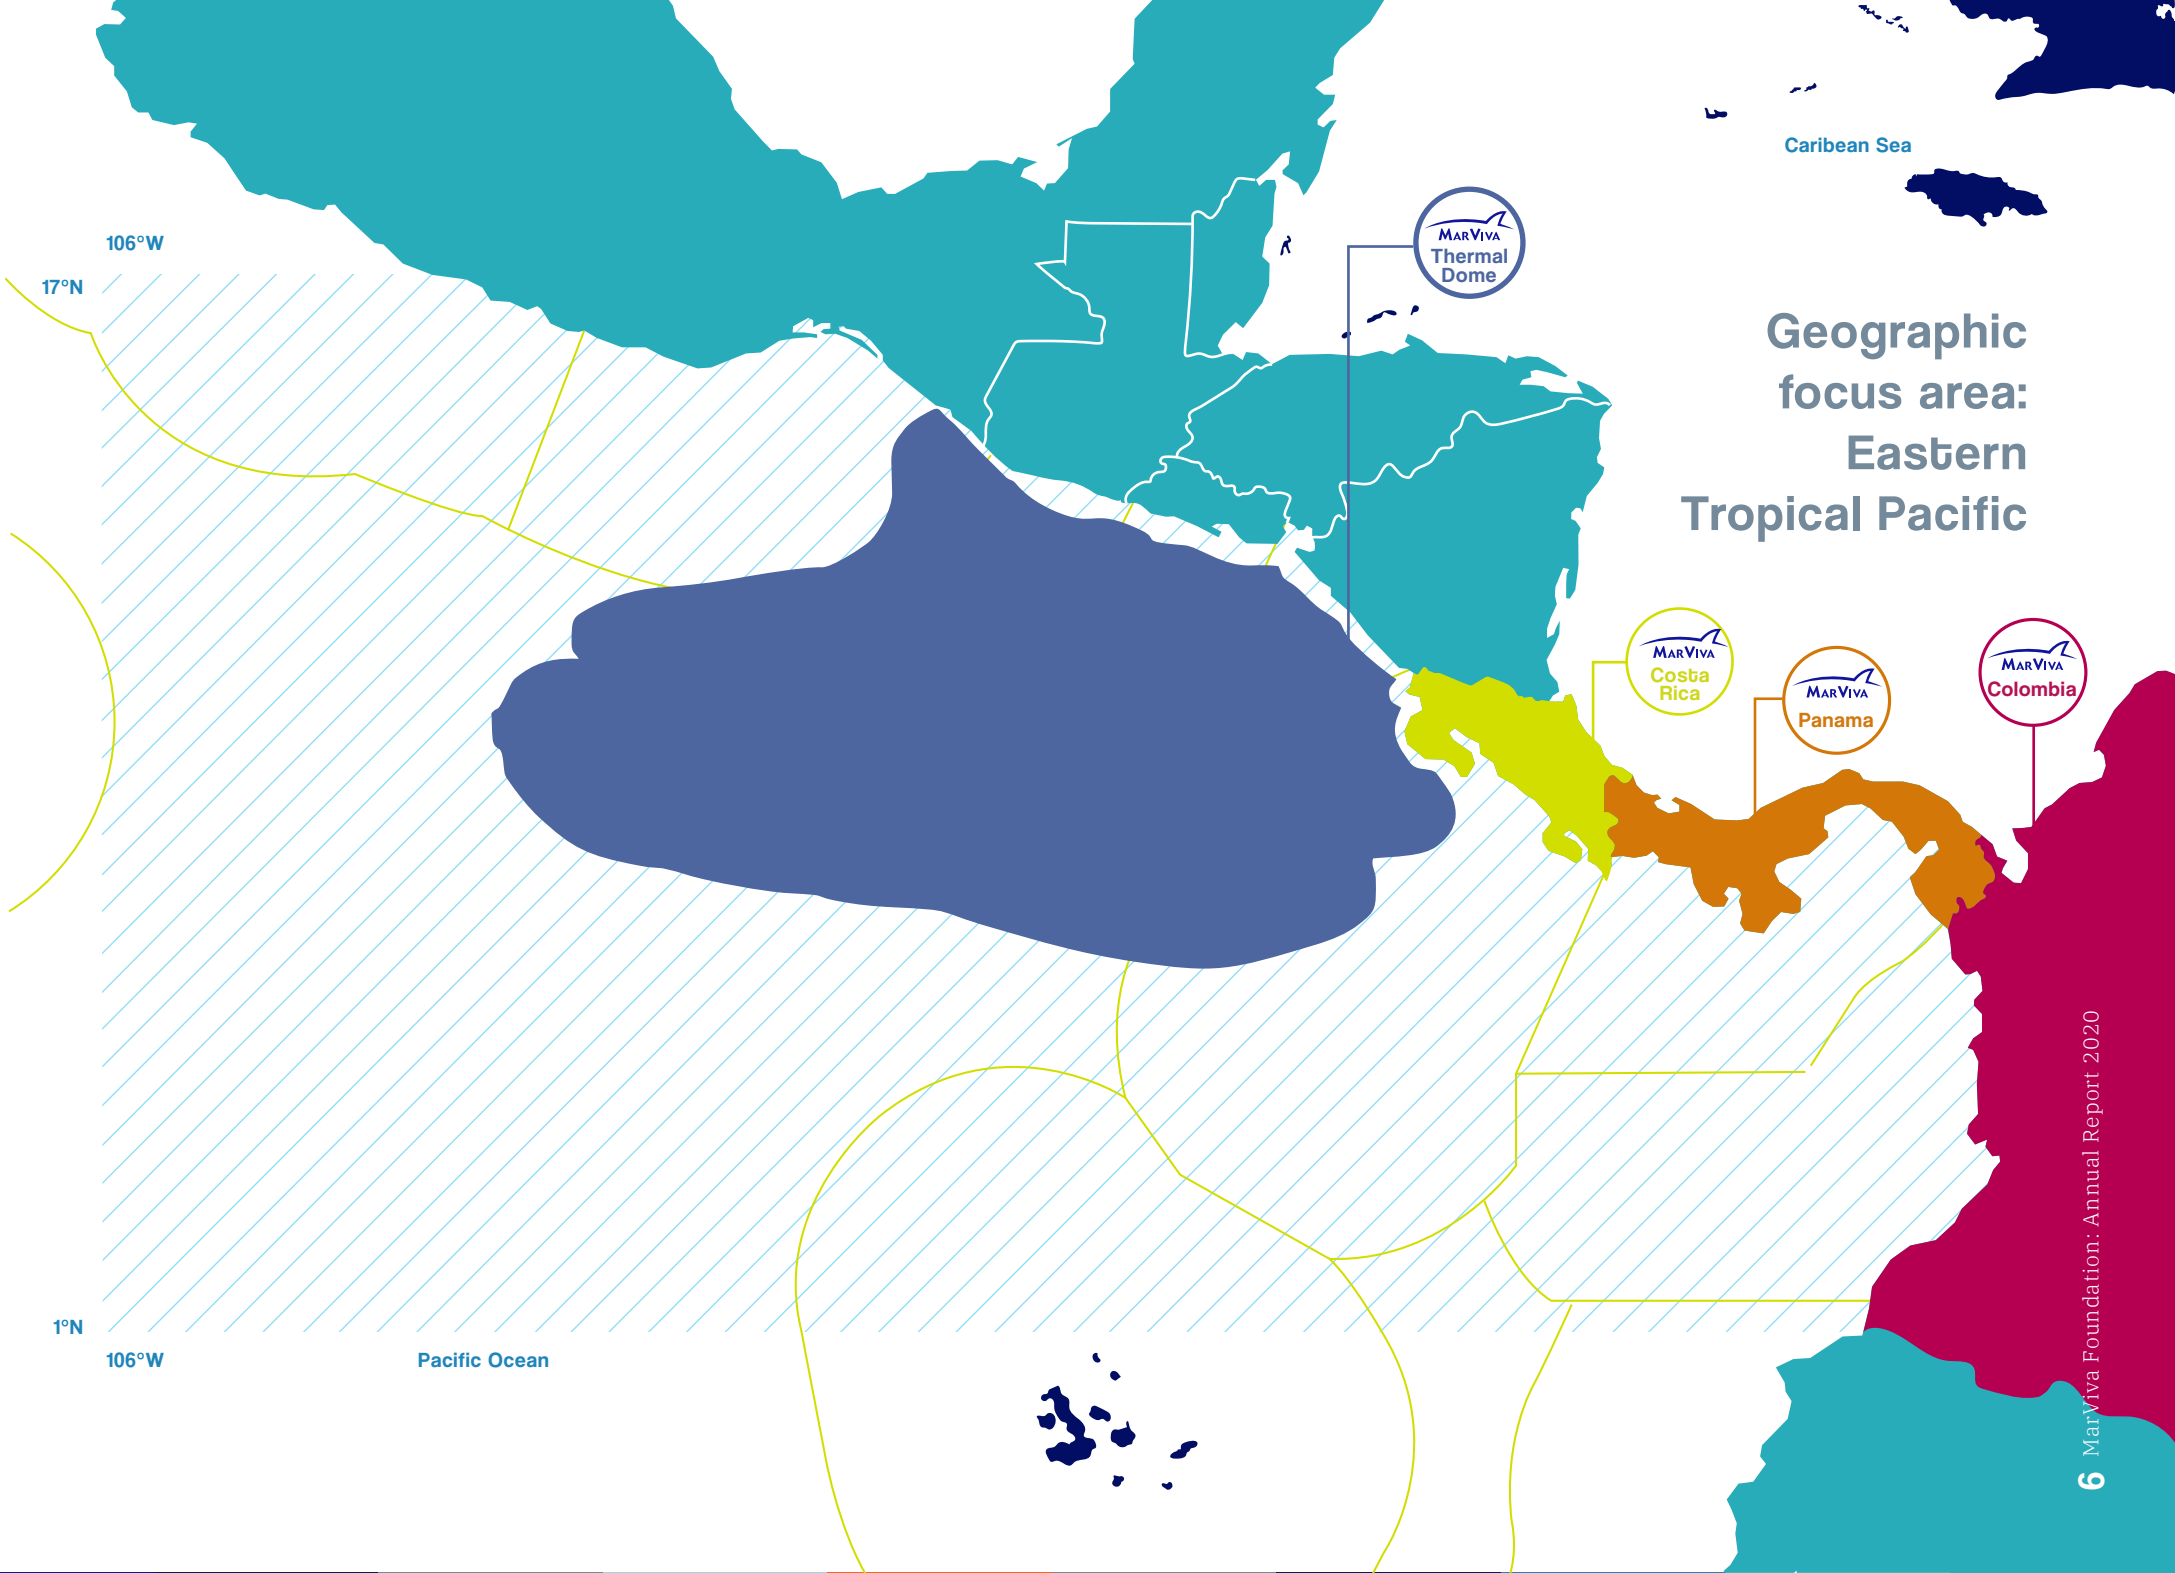 Caribean Sea
106°W
17°N
MARVIVA
Thermal
Dome
Geographic
focus area:
Eastern
Tropical Pacific
MARVIVA
Costa
Rica
MARVIVA
Panama
MARVIVA
Colombia
1°N
106°W
Pacific Ocean
6 MarViva Foundation: Annual Report 2020